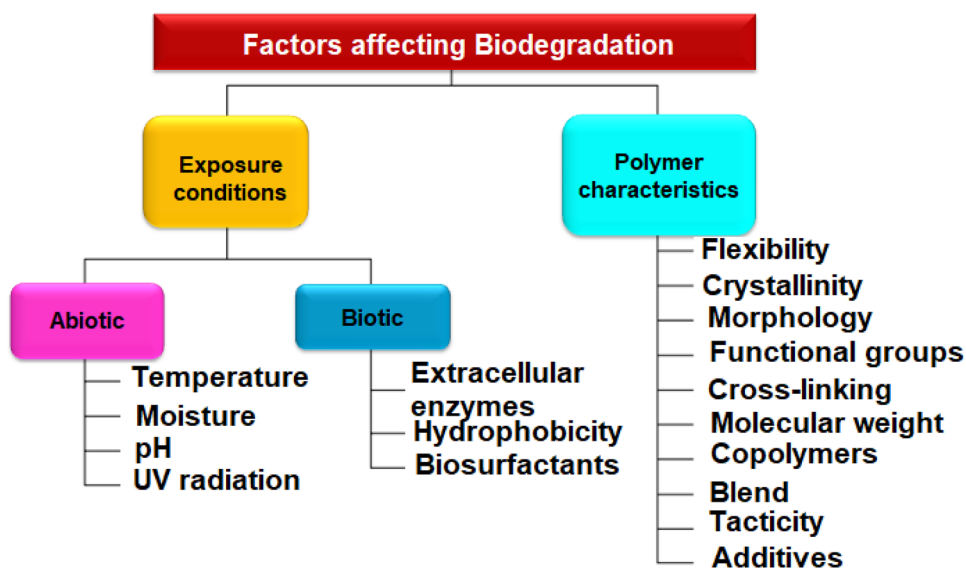 Factors affecting Biodegradation
Exposure
conditions
Polymer
characteristics
Abiotic
Biotic
Temperature
Moisture
pH
UV radiation
Extracellular
enzymes
Hydrophobicity
Biosurfactants
Flexibility
Crystallinity
Morphology
Functional groups
Cross-linking
Molecular weight
Copolymers
Blend
Tacticity
Additives